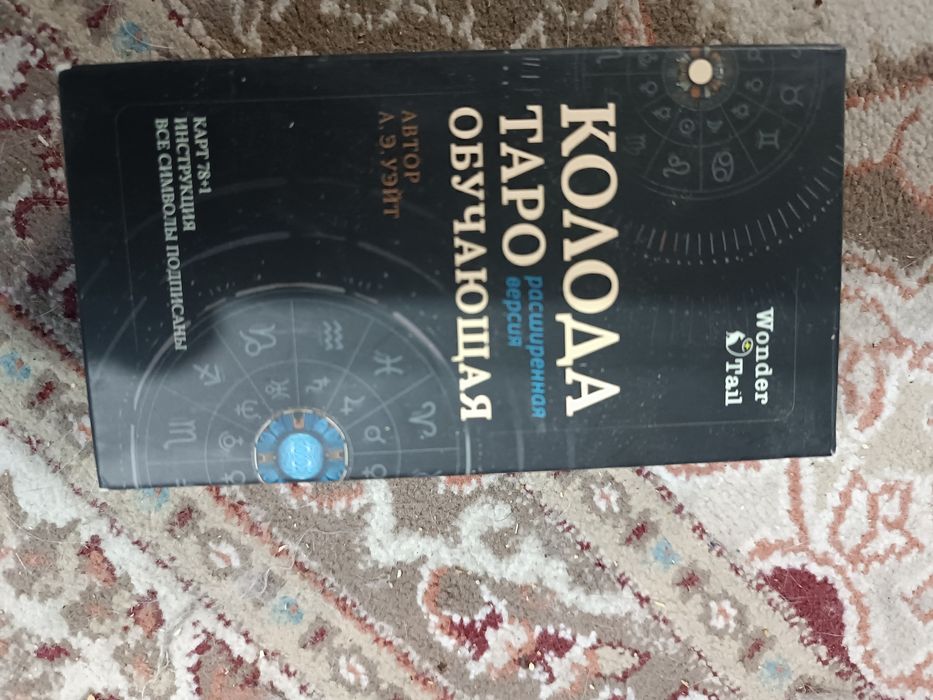 Wonder
Tail
КОЛОДА
ТАРО
расширенная
версия
ОБУЧАЮЩАЯ
АВТОР
А. Э. УЭЙТ
КАРТ 78+1
ИНСТРУКЦИЯ
ВСЕ СИМВОЛЫ ПОДПИСАНЫ